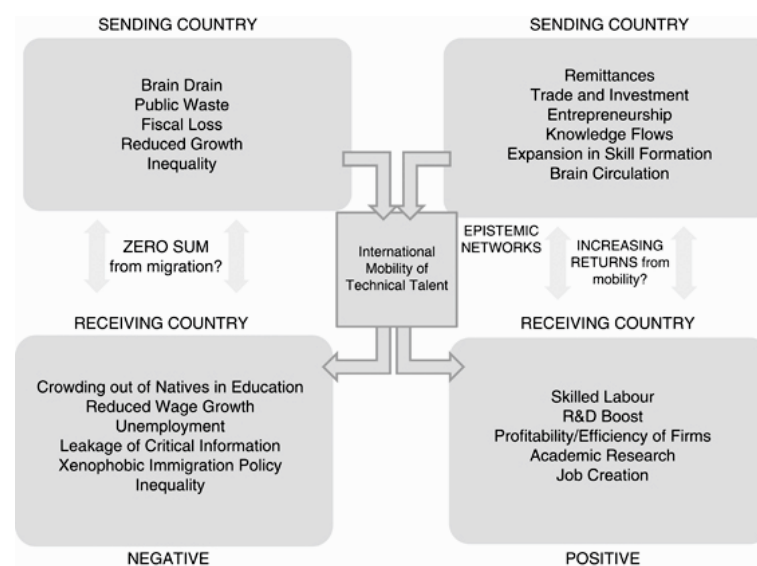 SENDING COUNTRY
Brain Drain
Public Waste
Fiscal Loss
Reduced Growth
Inequality
SENDING COUNTRY
Remittances
Trade and Investment
Entrepreneurship
Knowledge Flows
Expansion in Skill Formation
Brain Circulation
ZERO SUM
from migration?
International
Mobility of
Technical Talent
EPISTEMIC
NETWORKS
INCREASING
RETURNS from
mobility?
RECEIVING COUNTRY
Crowding out of Natives in Education
Reduced Wage Growth
Unemployment
Leakage of Critical Information
Xenophobic Immigration Policy
Inequality
NEGATIVE
RECEIVING COUNTRY
Skilled Labour
R&D Boost
Profitability/Efficiency of Firms
Academic Research
Job Creation
POSITIVE